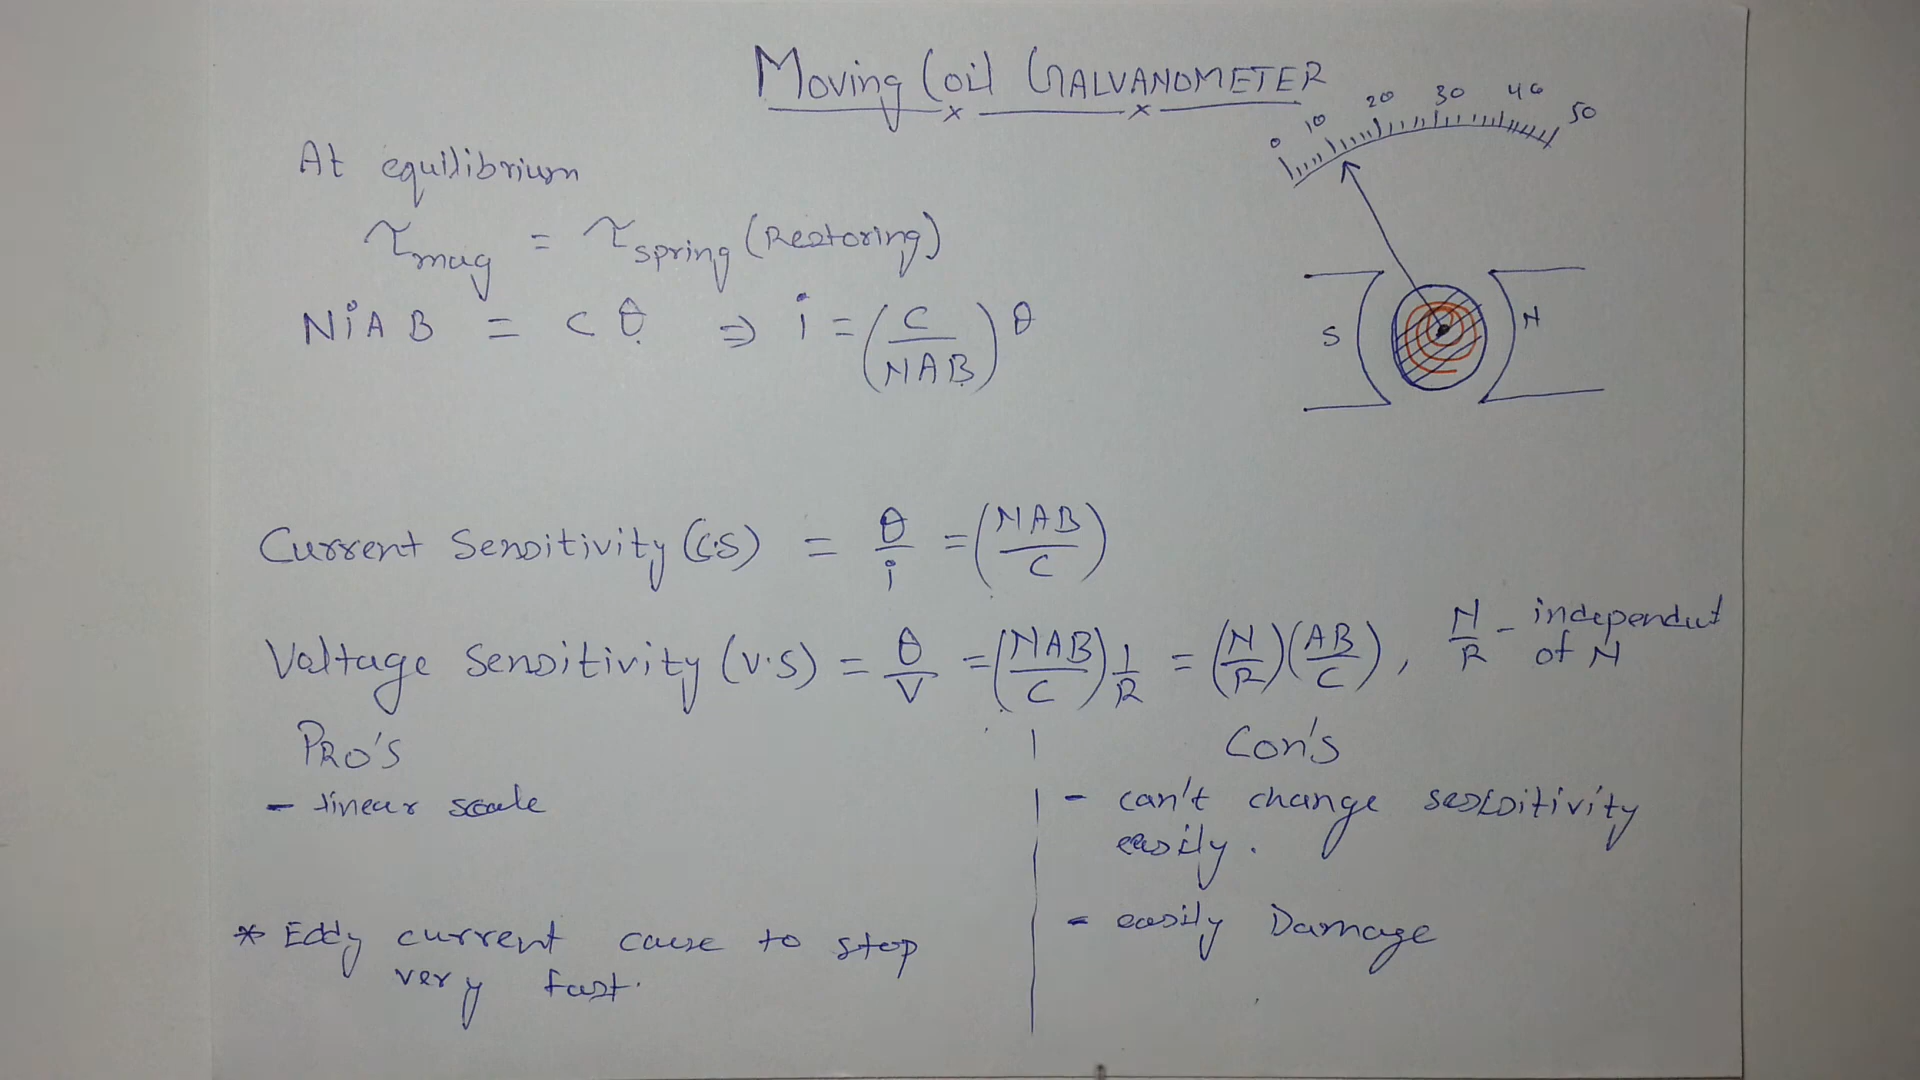 Moving Coil GALVANOMETER
0 10 20 30 40 50
At equilibrium
τmag = τspring (Restoring)
NiAB = Cθ ⇒ i = (C/NAB) θ
S N
Current Sensitivity (C.S) = θ/i = (NAB/C)
Voltage Sensitivity (V.S) = θ/V = (NAB/C) 1/R = (N/R)(AB/C), N/R - independent of N
PRO'S
- linear scale
* Eddy current cause to stop
very fast.
Con's
- can't change sensitivity
easily.
- easily Damage